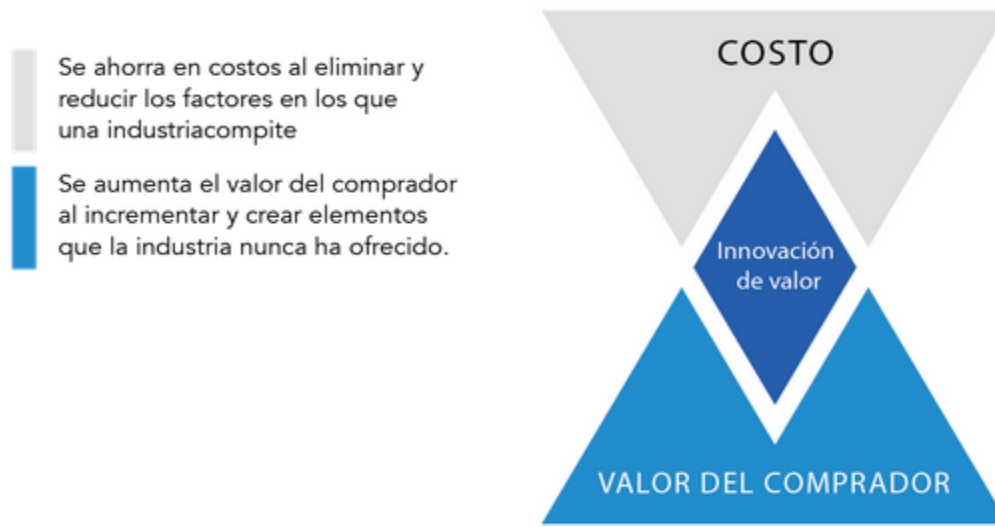 Se ahorra en costos al eliminar y
reducir los factores en los que
una industriacompite
Se aumenta el valor del comprador
al incrementar y crear elementos
que la industria nunca ha ofrecido.
COSTO
Innovación
de valor
VALOR DEL COMPRADOR